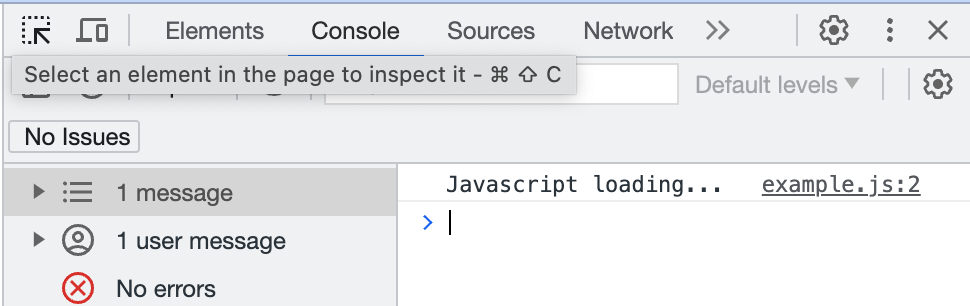 Elements Console Sources Network
Select an element in the page to inspect it - ⌘ ⇧ C
Default levels
No Issues
1 message
Javascript loading... example.js:2
1 user message
No errors